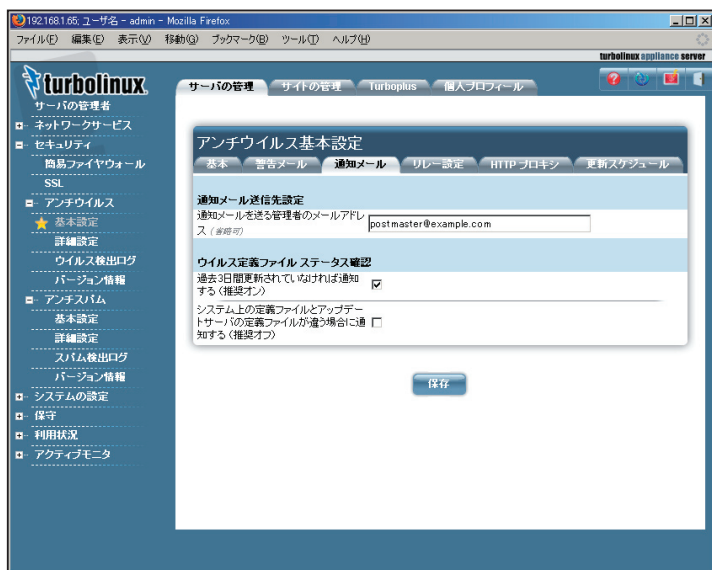 192.168.1.65; ユーザ名 - admin - Mozilla Firefox
ファイル(F) 編集(E) 表示(V) 移動(G) ブックマーク(B) ツール(T) ヘルプ(H)
turbolinux appliance server
turbolinux.
サーバの管理 サイトの管理 Turboplus 個人プロフィール
サーバの管理者
ネットワークサービス
セキュリティ
簡易ファイヤウォール
SSL
アンチウイルス
基本設定
詳細設定
ウイルス検出ログ
バージョン情報
アンチスパム
基本設定
詳細設定
スパム検出ログ
バージョン情報
システムの設定
保守
利用状況
アクティブモニタ
アンチウイルス基本設定
基本 警告メール 通知メール リレー設定 HTTP プロキシ 更新スケジュール
通知メール送信先設定
通知メールを送る管理者のメールアドレ
ス (省略可)
postmaster@example.com
ウイルス定義ファイル ステータス確認
過去3日間更新されていなければ通知
する (推奨オン)
システム上の定義ファイルとアップデー
トサーバの定義ファイルが違う場合に通
知する (推奨オフ)
保存